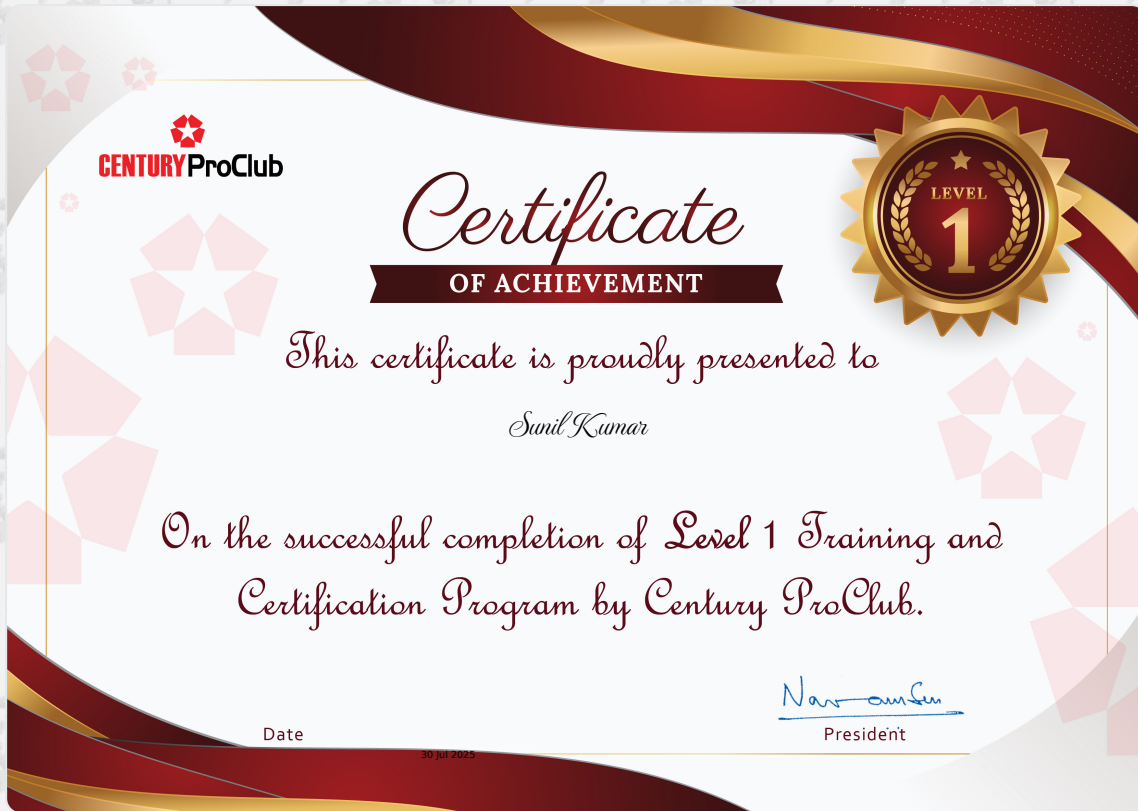 CENTURY ProClub
LEVEL
1
Certificate
OF ACHIEVEMENT
This certificate is proudly presented to
Sunil Kumar
On the successful completion of Level 1 Training and
Certification Program by Century ProClub.
Date
30 Jul 2025
President